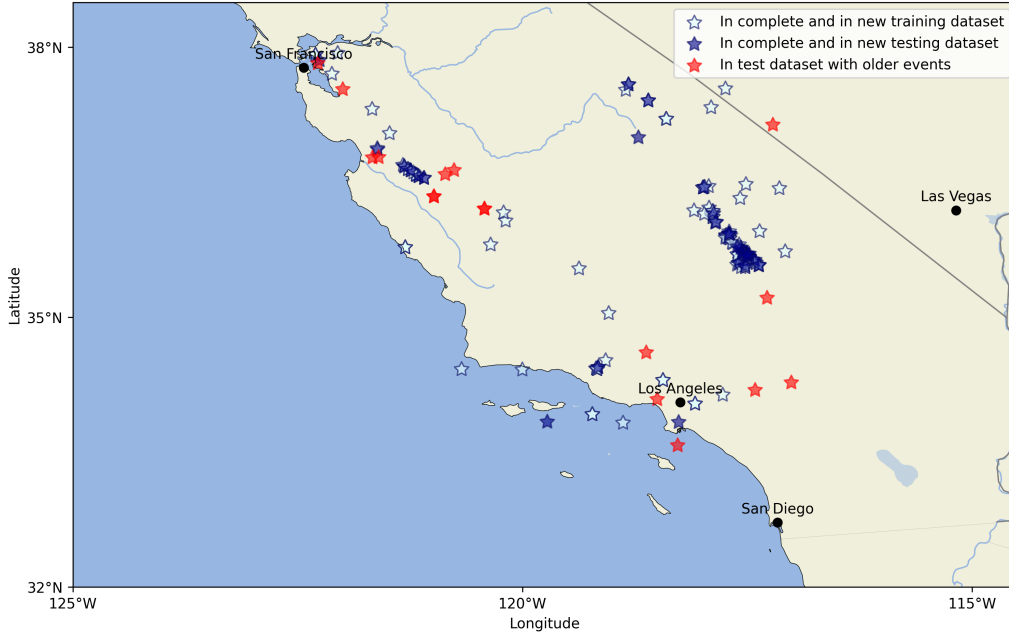 In complete and in new training dataset
In complete and in new testing dataset
In test dataset with older events
38°N
San Francisco
Las Vegas
Latitude
35°N
Los Angeles
San Diego
32°N
125°W
120°W
115°W
Longitude